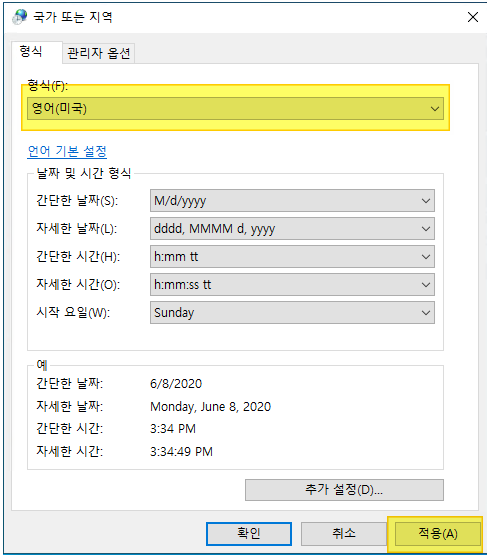 국가 또는 지역
형식
관리자 옵션
형식(F):
영어(미국)
언어 기본 설정
날짜 및 시간 형식
간단한 날짜(S):
M/d/yyyy
자세한 날짜(L):
dddd, MMMM d, yyyy
간단한 시간(H):
h:mm tt
자세한 시간(O):
h:mm:ss tt
시작 요일(W):
Sunday
예
간단한 날짜:
6/8/2020
자세한 날짜:
Monday, June 8, 2020
간단한 시간:
3:34 PM
자세한 시간:
3:34:49 PM
추가 설정(D)...
확인
취소
적용(A)